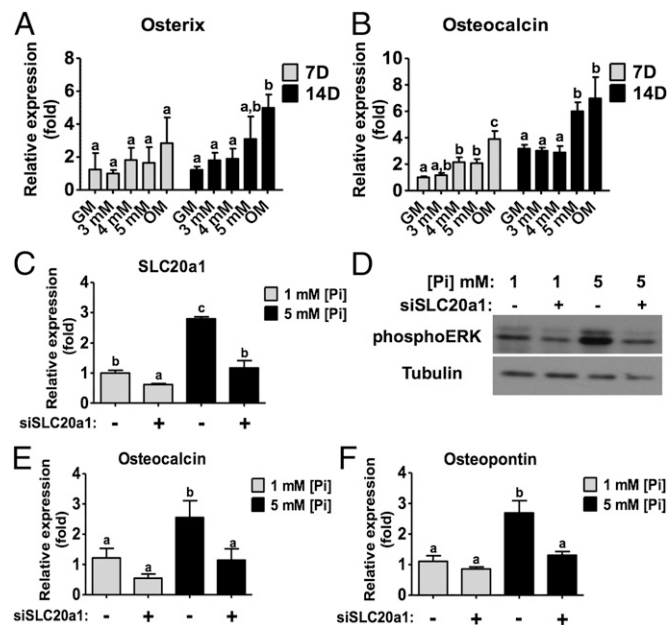 A
Osterix
Relative expression
(fold)
8
6
4
2
0
a
a
a
a
a
a
a
a
a,b
b
7D
14D
GM
3 mM
4 mM
5 mM
OM
GM
3 mM
4 mM
5 mM
OM
B
Osteocalcin
Relative expression
(fold)
10
8
6
4
2
0
a
a,b
b
b
c
a
a
a
b
b
7D
14D
GM
3 mM
4 mM
5 mM
OM
GM
3 mM
4 mM
5 mM
OM
C
SLC20a1
Relative expression
(fold)
4
3
2
1
0
b
a
c
b
1 mM [Pi]
5 mM [Pi]
siSLC20a1: - + - +
D
[Pi] mM: 1 1 5 5
siSLC20a1: - + - +
phosphoERK
Tubulin
E
Osteocalcin
Relative expression
(fold)
4
3
2
1
0
a
a
b
a
1 mM [Pi]
5 mM [Pi]
siSLC20a1: - + - +
F
Osteopontin
Relative expression
(fold)
4
3
2
1
0
a
a
b
a
1 mM [Pi]
5 mM [Pi]
siSLC20a1: - + - +